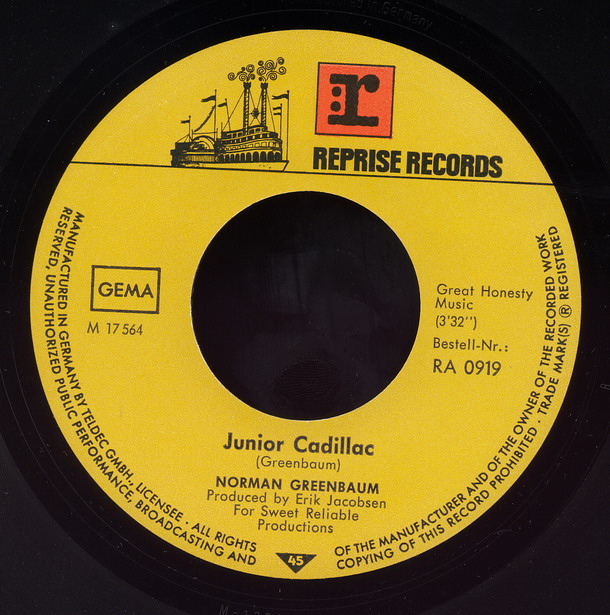 r
REPRISE RECORDS
GEMA
M 17 564
Great Honesty
Music
(3'32'')
Bestell-Nr.:
RA 0919
Junior Cadillac
(Greenbaum)
NORMAN GREENBAUM
Produced by Erik Jacobsen
For Sweet Reliable
Productions
45
MANUFACTURED IN GERMANY BY TELDEC GMBH., LICENSEE · ALL RIGHTS
OF THE MANUFACTURER AND OF THE OWNER OF THE RECORDED WORK
RESERVED, UNAUTHORIZED PUBLIC PERFORMANCE, BROADCASTING AND
COPYING OF THIS RECORD PROHIBITED · TRADE MARK(S) ® REGISTERED